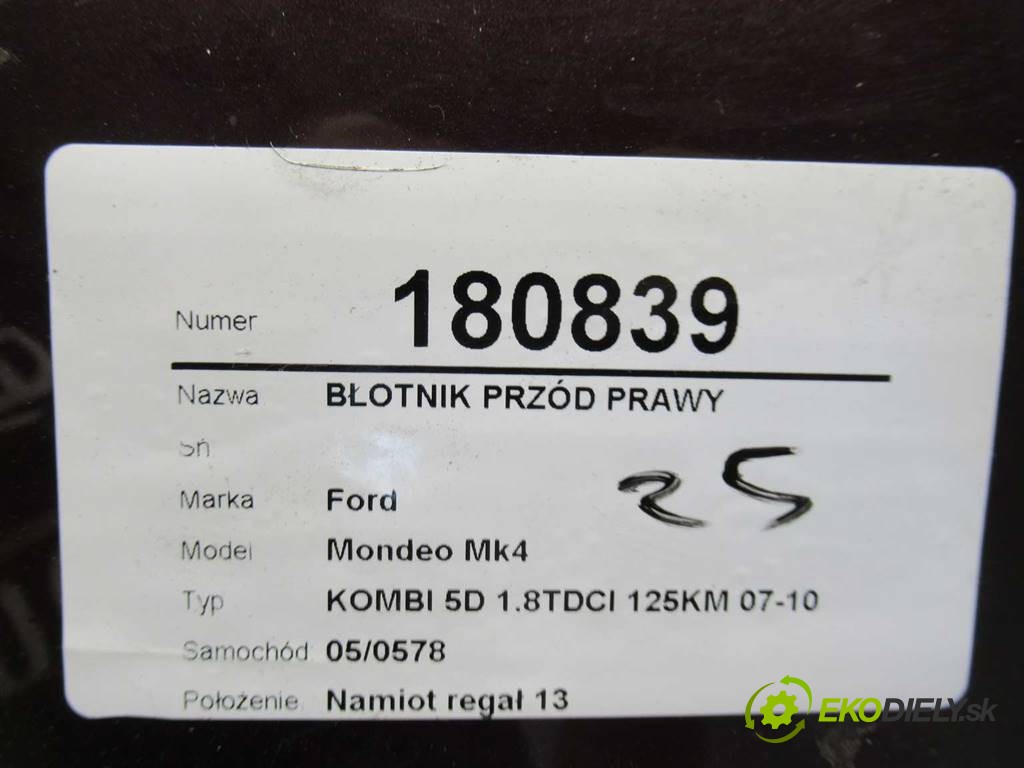 Numer 180839
Nazwa BŁOTNIK PRZÓD PRAWY
Sń
25
Marka Ford
Model Mondeo Mk4
Typ KOMBI 5D 1.8TDCI 125KM 07-10
Samochód 05/0578
Położenie Namiot regał 13
EKODIELY.sk